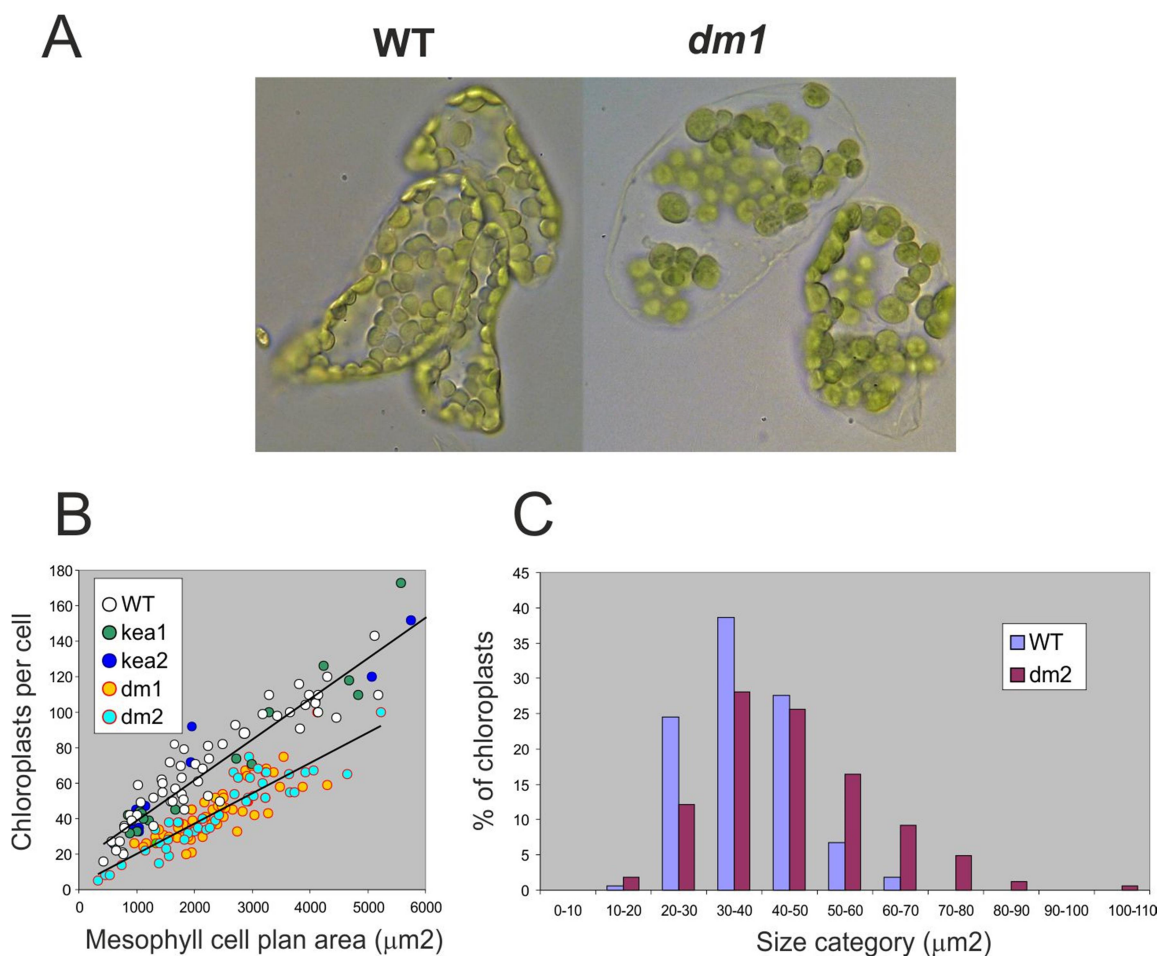 A
WT
dm1
B
C
Chloroplasts per cell
180
160
140
120
100
80
60
40
20
0
WT
kea1
kea2
dm1
dm2
0 1000 2000 3000 4000 5000 6000
Mesophyll cell plan area (μm2)
% of chloroplasts
45
40
35
30
25
20
15
10
5
0
WT
dm2
0-10 10-20 20-30 30-40 40-50 50-60 60-70 70-80 80-90 90-100 100-110
Size category (μm2)